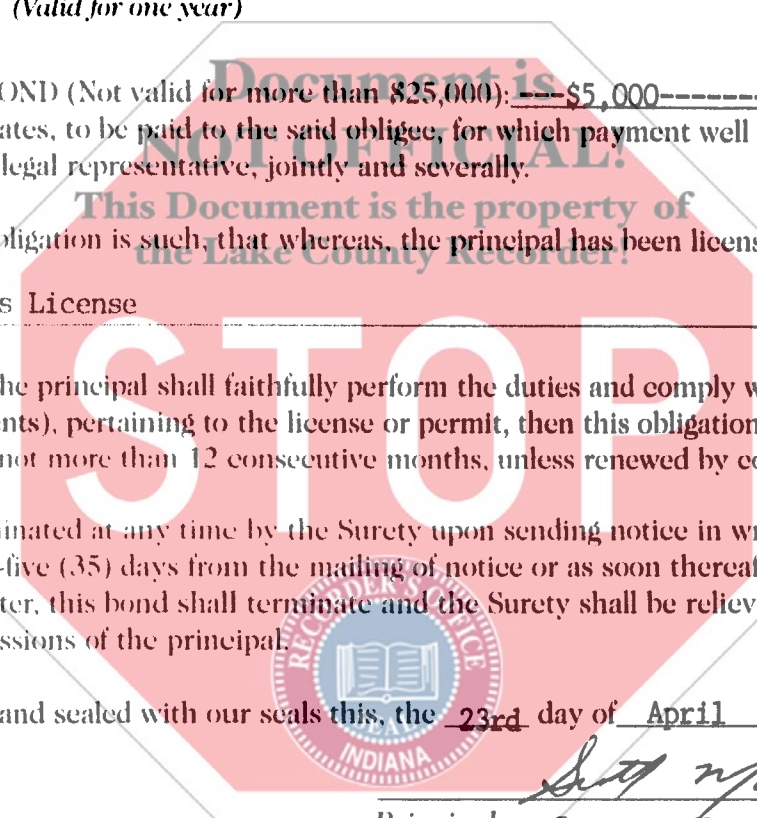 (Valid for one year)
OND (Not valid for more than $25,000): ---$5,000-------
Document is
ates, to be paid to the said obligee, for which payment well
NOT OFFICIAL!
legal representative, jointly and severally.
This Document is the property of
obligation is such, that whereas, the principal has been licens
the Lake County Recorder!
s License
STOP
he principal shall faithfully perform the duties and comply w
nts), pertaining to the license or permit, then this obligation
not more than 12 consecutive months, unless renewed by co
inated at any time by the Surety upon sending notice in wr
-five (35) days from the mailing of notice or as soon thereaf
ter, this bond shall terminate and the Surety shall be reliev
ssions of the principal.
RECORDER'S OFFICE
SEAL
INDIANA
and sealed with our seals this, the 23rd day of April
Scott
Principal